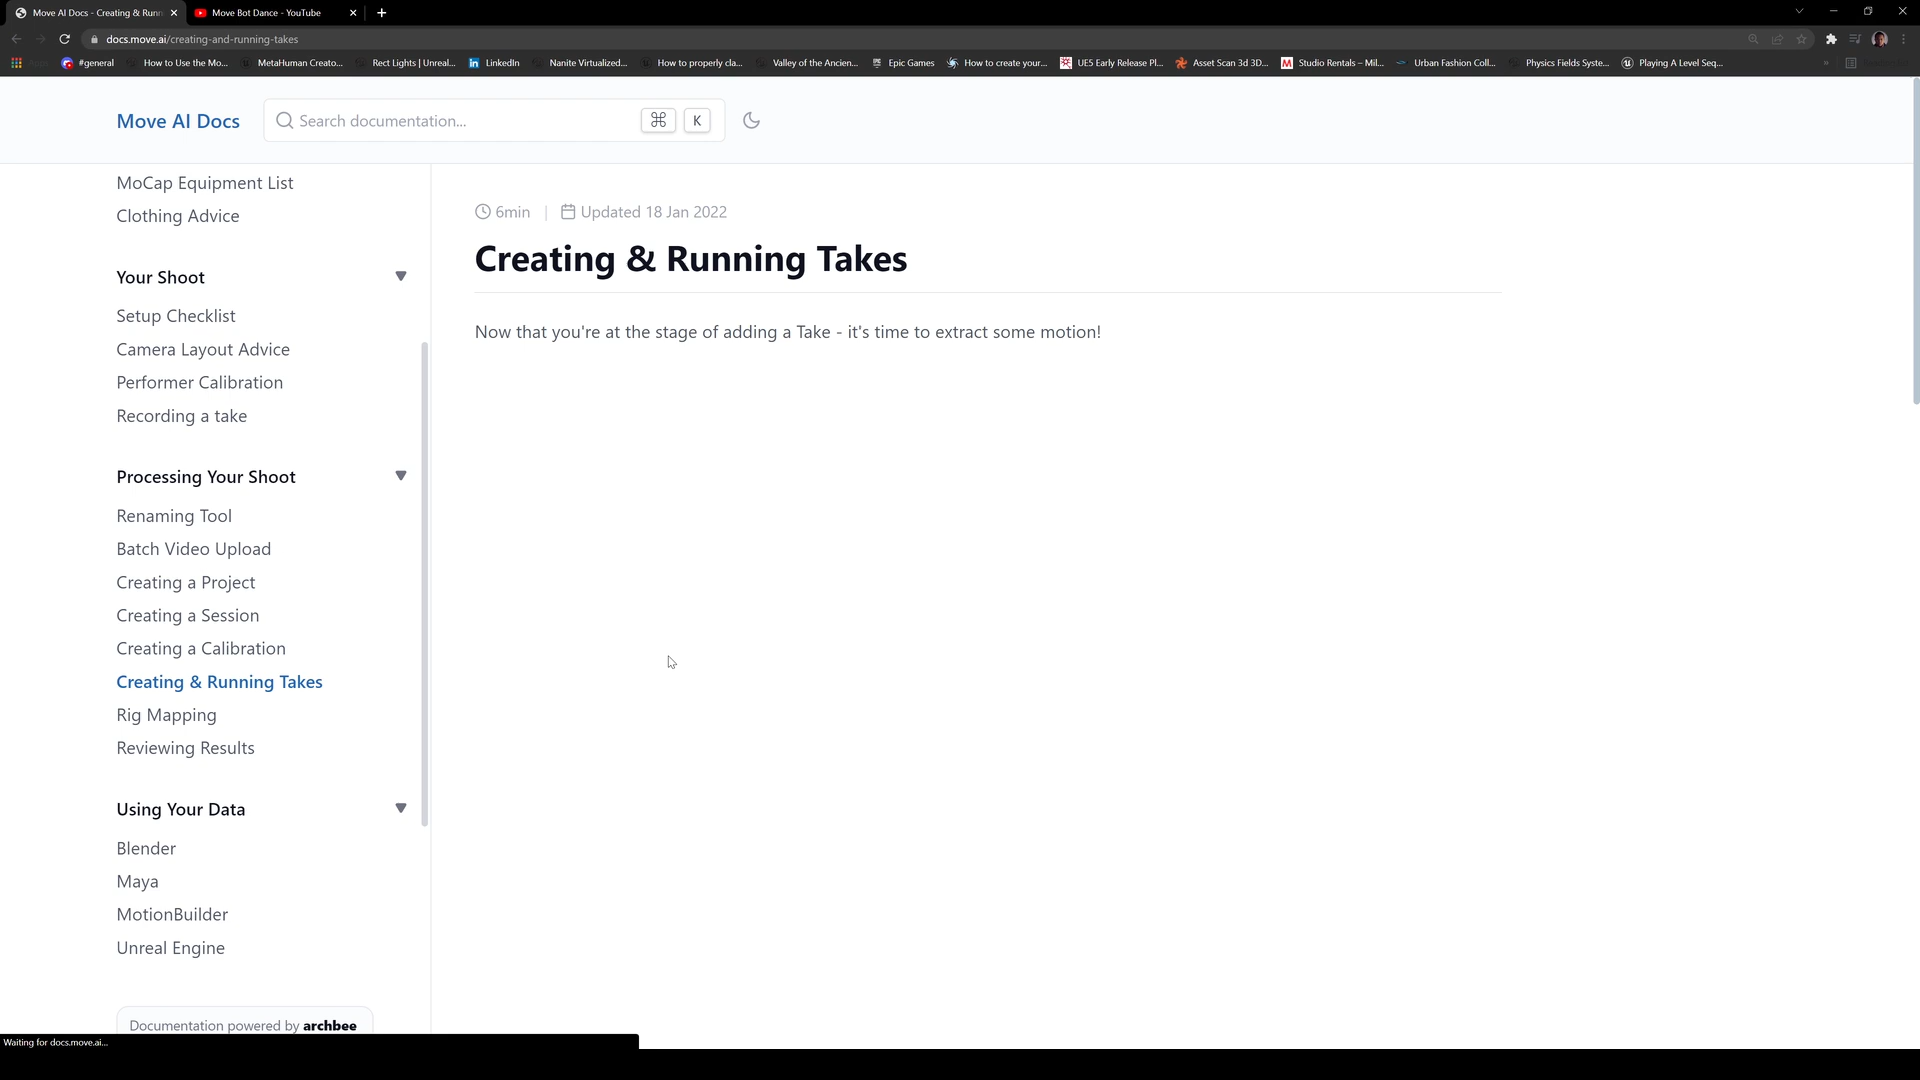 Move AI Docs - Creating & Runn
Move Bot Dance - YouTube
docs.move.ai/creating-and-running-takes
#general
How to Use the Mo...
MetaHuman Creato...
Rect Lights | Unreal...
LinkedIn
Nanite Virtualized...
How to properly cla...
Valley of the Ancien...
Epic Games
How to create your...
UE5 Early Release Pl...
Asset Scan 3d 3D...
Studio Rentals – Mil...
Urban Fashion Coll...
Physics Fields Syste...
Playing A Level Seq...
Move AI Docs
Search documentation...
⌘ K
MoCap Equipment List
Clothing Advice
Your Shoot
Setup Checklist
Camera Layout Advice
Performer Calibration
Recording a take
Processing Your Shoot
Renaming Tool
Batch Video Upload
Creating a Project
Creating a Session
Creating a Calibration
Creating & Running Takes
Rig Mapping
Reviewing Results
Using Your Data
Blender
Maya
MotionBuilder
Unreal Engine
Documentation powered by archbee
6min | Updated 18 Jan 2022
Creating & Running Takes
Now that you're at the stage of adding a Take - it's time to extract some motion!
Waiting for docs.move.ai...